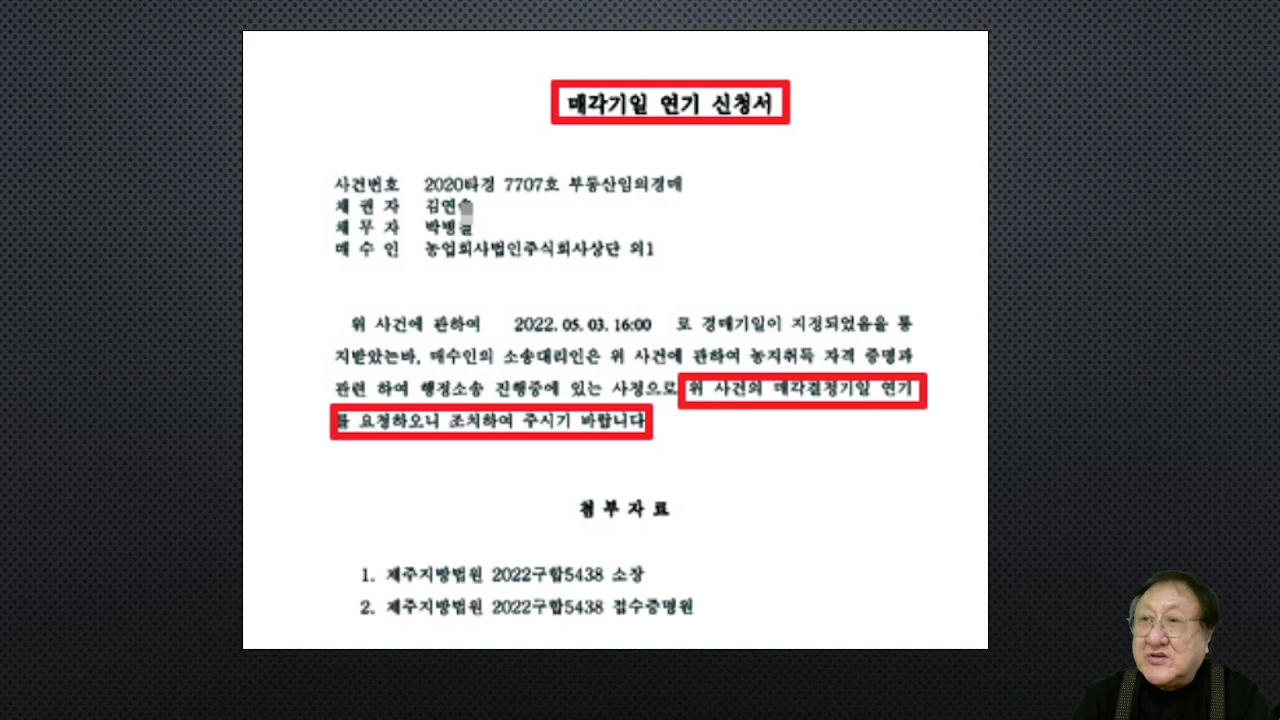 매각기일 연기 신청서
사건번호 2020타경 7707호 부동산임의경매
채 권 자 김연
채 무 자 박병
매 수 인 농업회사법인주식회사상단 외1
위 사건에 관하여 2022. 05. 03. 16:00 로 경매기일이 지정되었음을 통
지받았는바, 매수인의 소송대리인은 위 사건에 관하여 농지취득 자격 증명과
관련 하여 행정소송 진행중에 있는 사정으로 위 사건의 매각결정기일 연기
를 요청하오니 조치하여 주시기 바랍니다
첨 부 자 료
1. 제주지방법원 2022구합5438 소장
2. 제주지방법원 2022구합5438 접수증명원